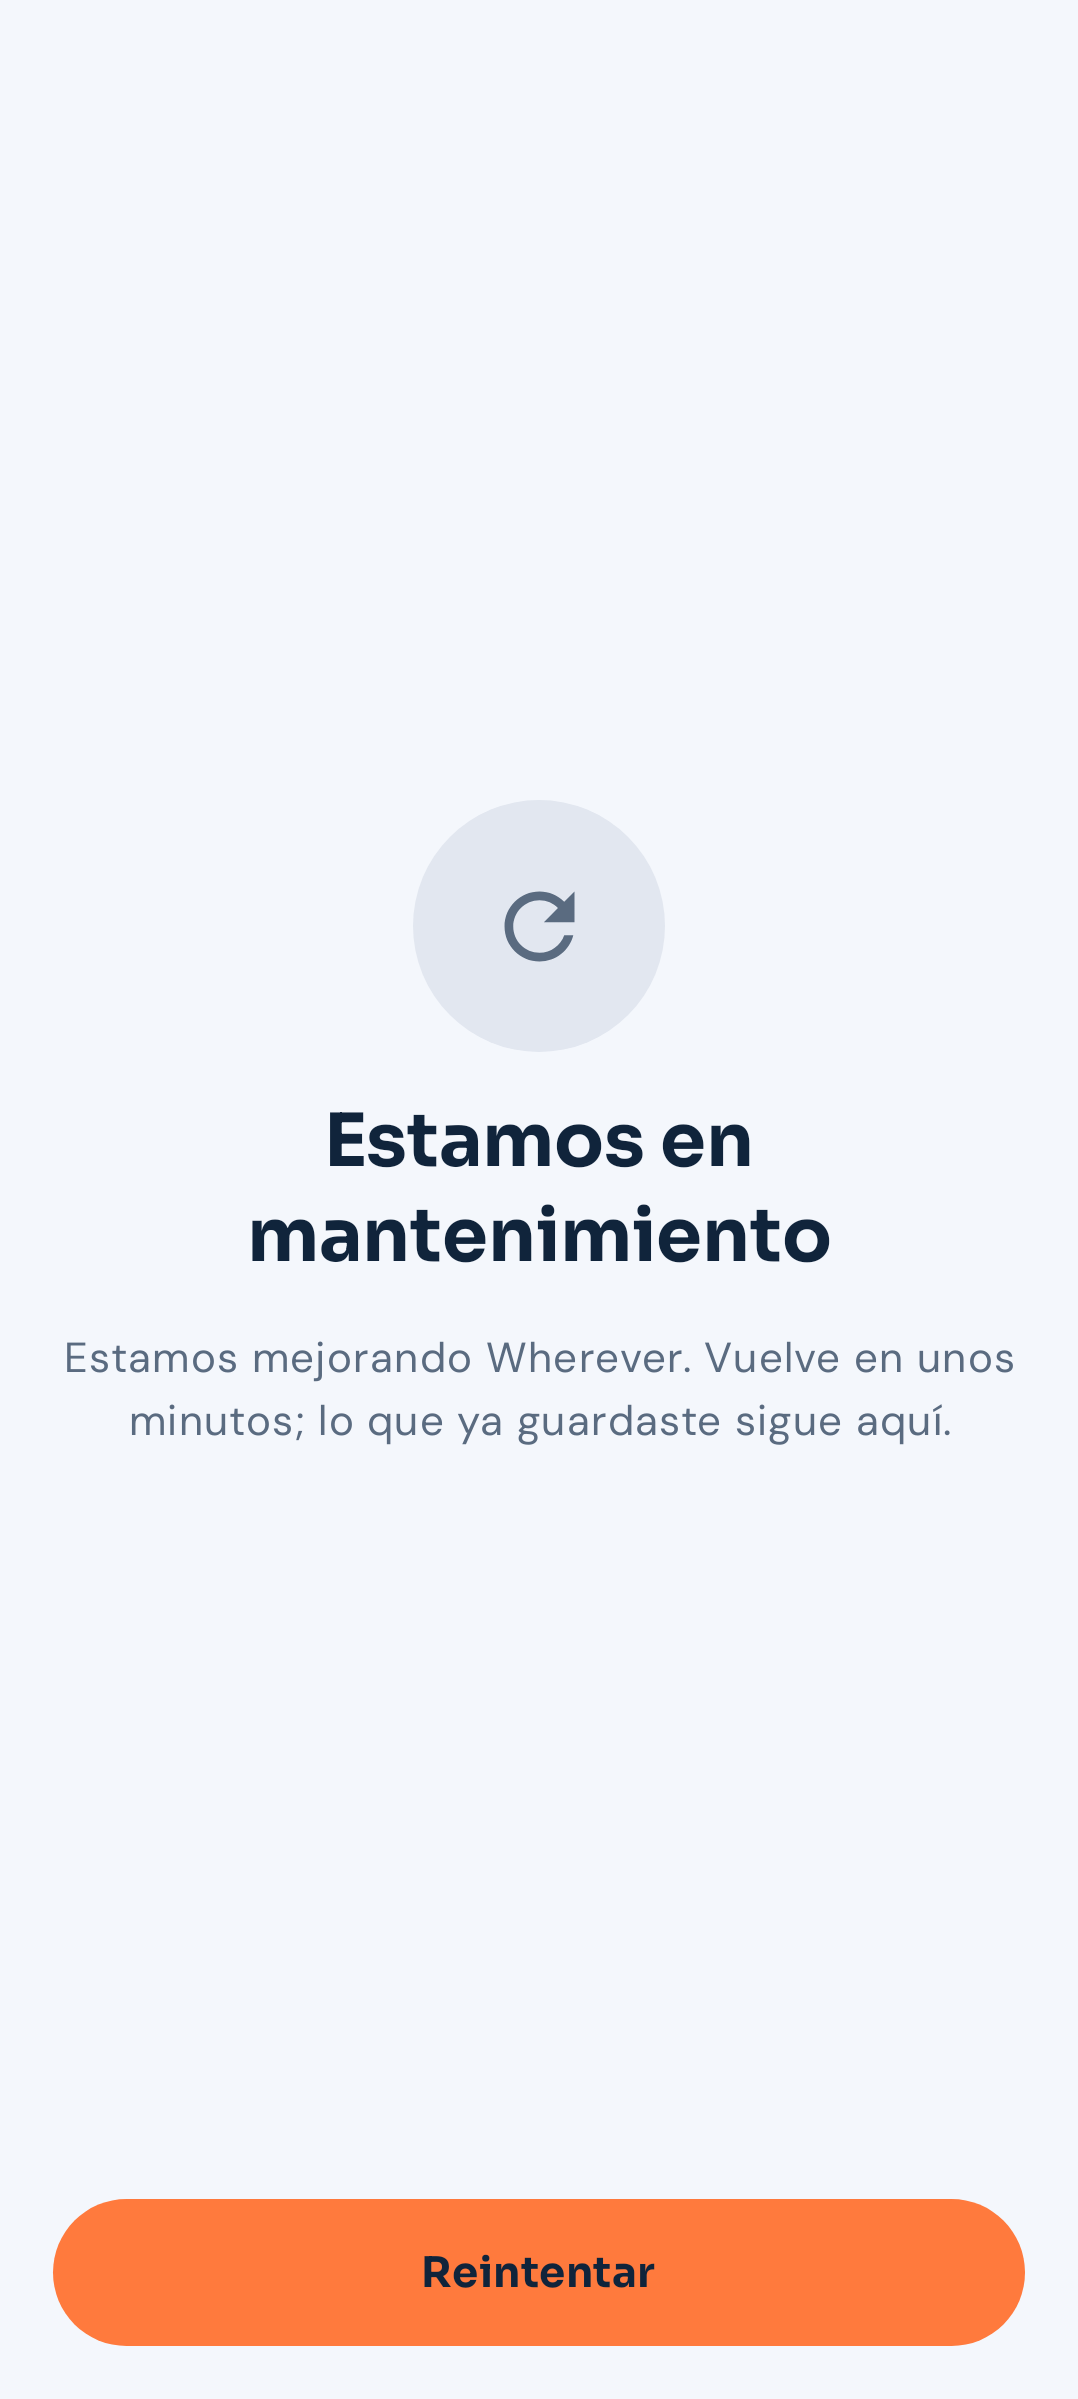 Estamos en
mantenimiento
Estamos mejorando Wherever. Vuelve en unos
minutos; lo que ya guardaste sigue aquí.
Reintentar